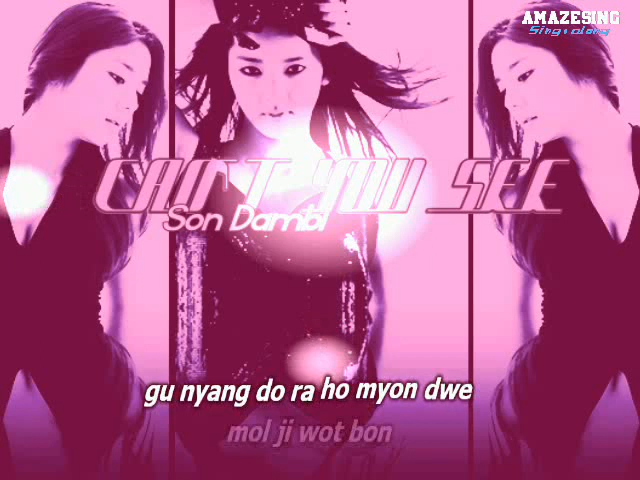 AMAZESING
Sing-along
CAN'T YOU SEE
Son Dambi
gu nyang do ra ho myon dwe
mol ji wot bon